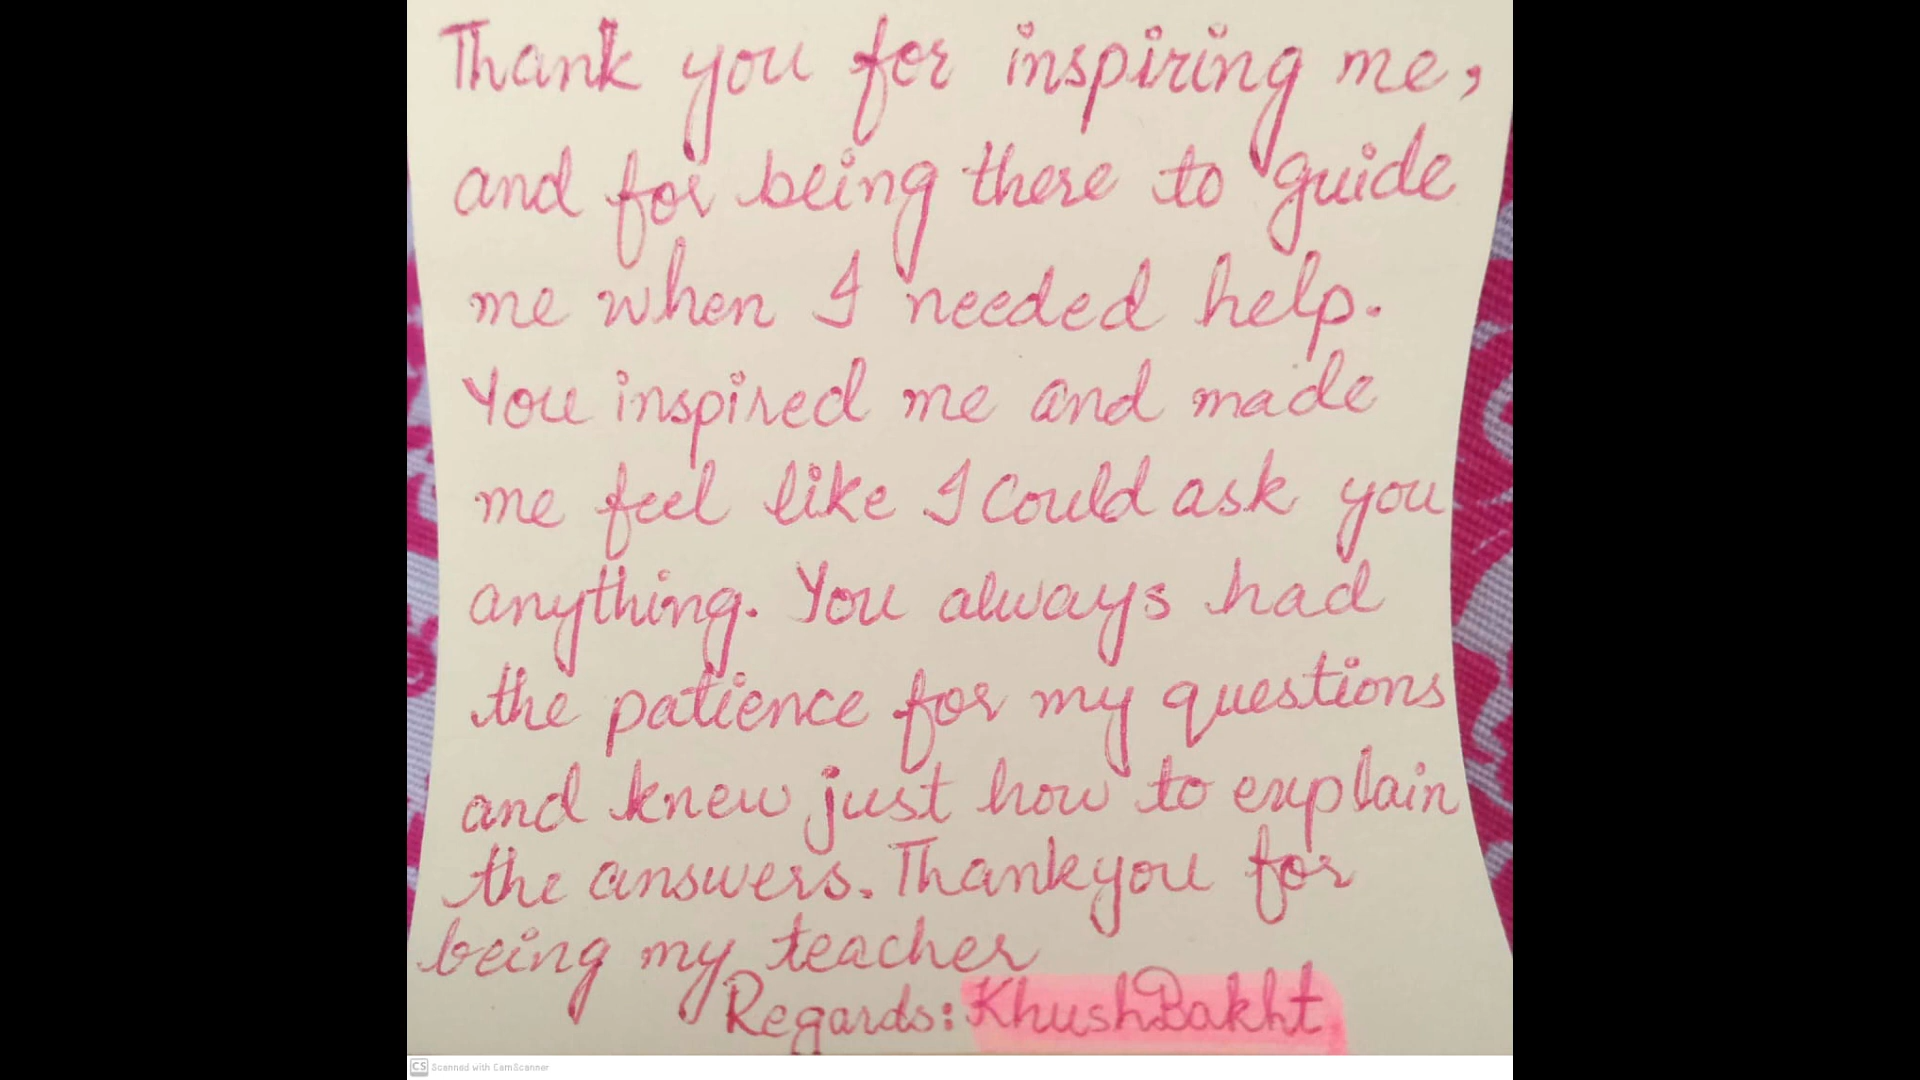 Thank you for inspiring me,
and for being there to guide
me when I needed help.
You inspired me and made
me feel like I could ask you
anything. You always had
the patience for my questions
and knew just how to explain
the answers. Thankyou for
being my teacher
Regards: KhushBakht
CS Scanned with CamScanner